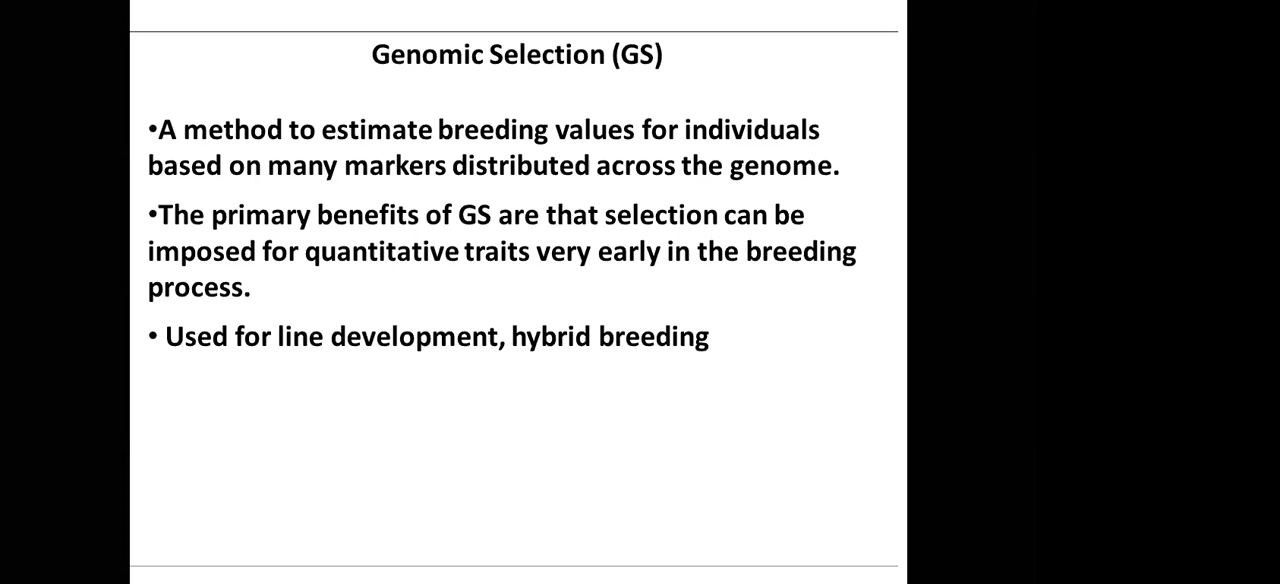 Genomic Selection (GS)
•A method to estimate breeding values for individuals
based on many markers distributed across the genome.
•The primary benefits of GS are that selection can be
imposed for quantitative traits very early in the breeding
process.
• Used for line development, hybrid breeding